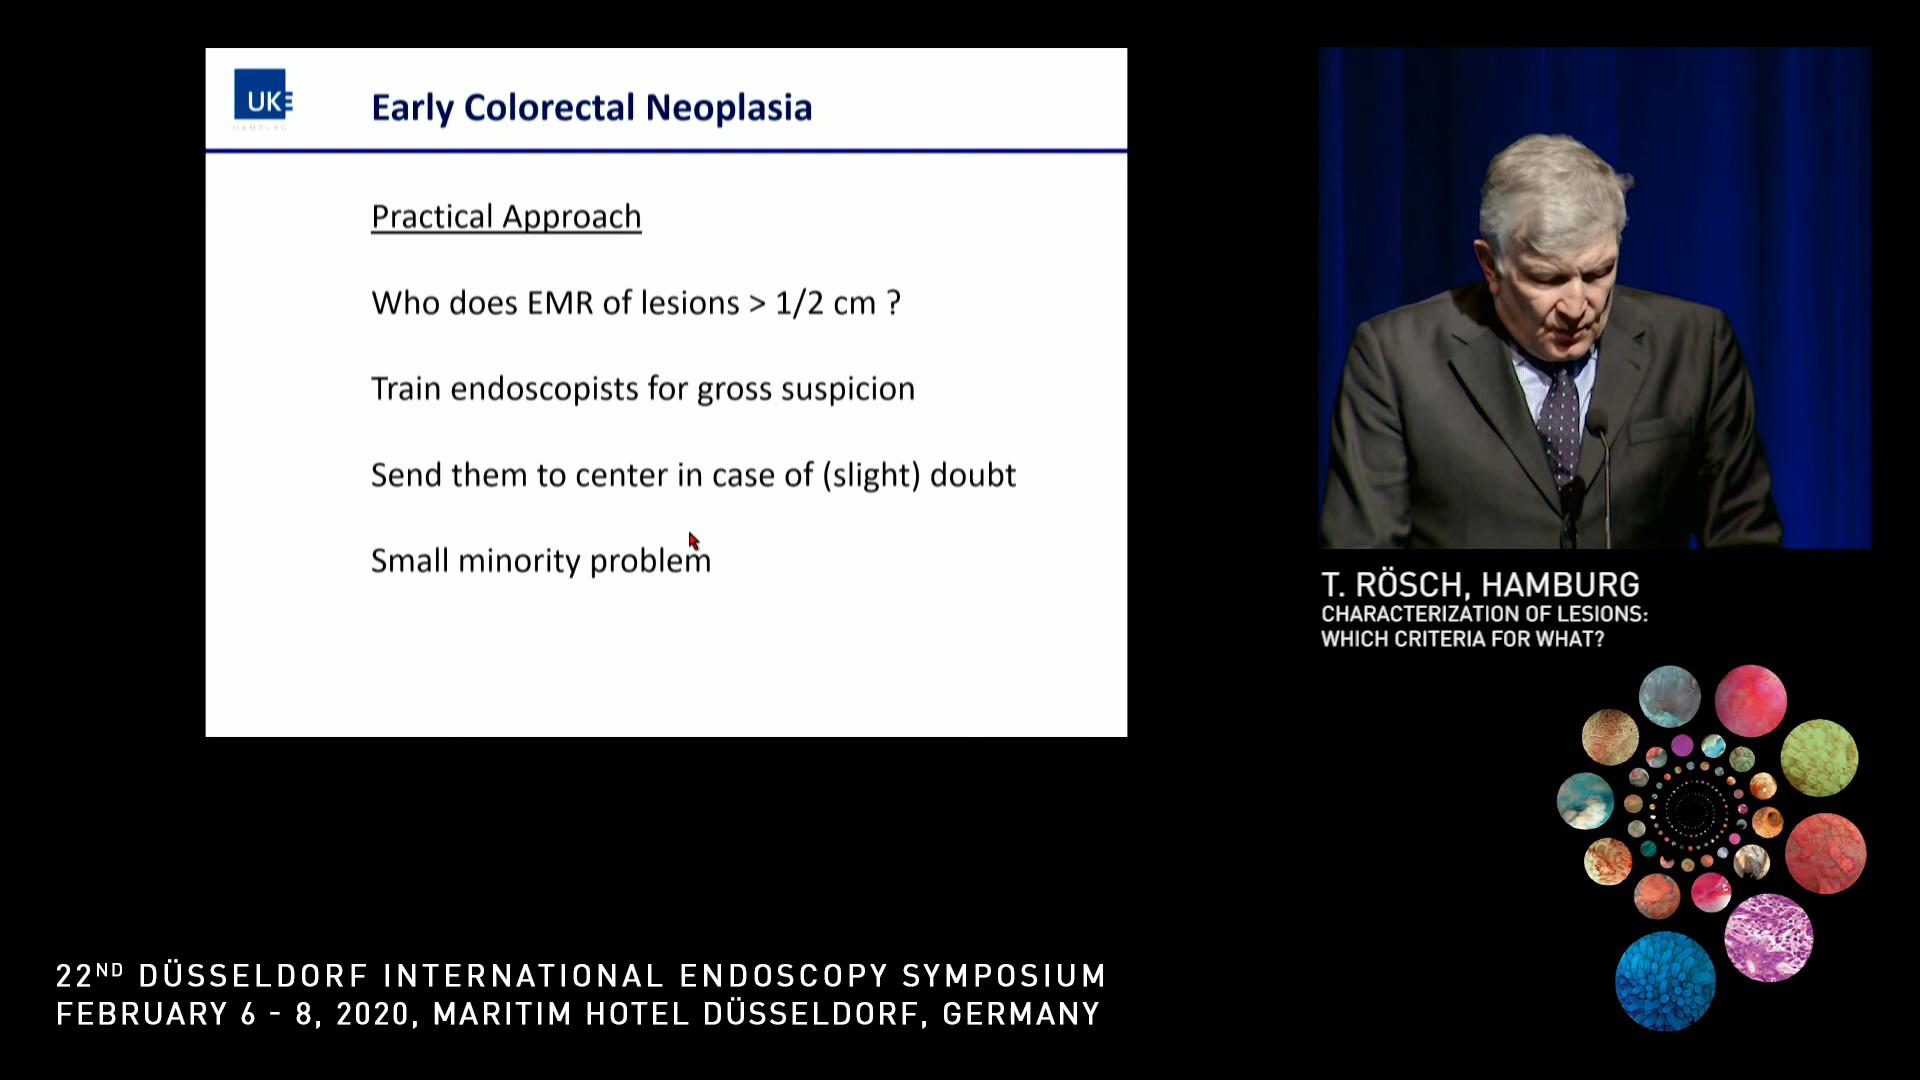 UKE
HAMBURG
Early Colorectal Neoplasia
Practical Approach
Who does EMR of lesions > 1/2 cm ?
Train endoscopists for gross suspicion
Send them to center in case of (slight) doubt
Small minority problem
T. RÖSCH, HAMBURG
CHARACTERIZATION OF LESIONS:
WHICH CRITERIA FOR WHAT?
22ND DÜSSELDORF INTERNATIONAL ENDOSCOPY SYMPOSIUM
FEBRUARY 6 - 8, 2020, MARITIM HOTEL DÜSSELDORF, GERMANY